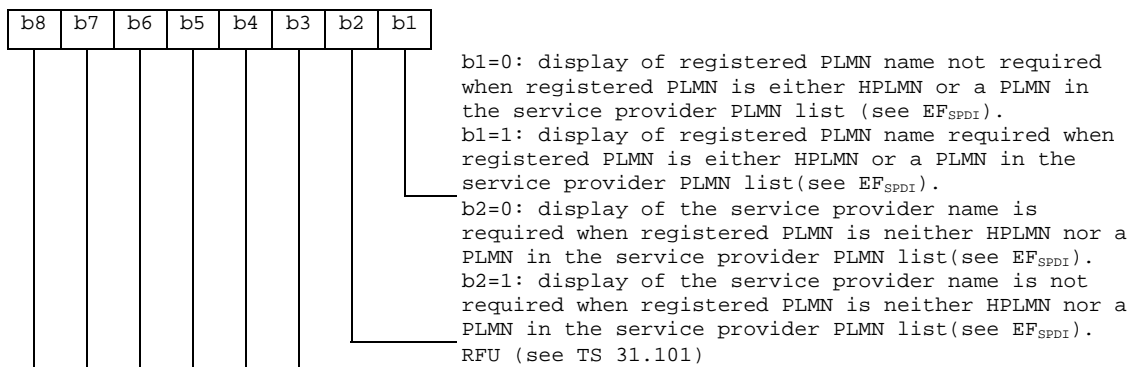 b8 b7 b6 b5 b4 b3 b2 b1
b1=0: display of registered PLMN name not required
when registered PLMN is either HPLMN or a PLMN in
the service provider PLMN list (see EFSPDI).
b1=1: display of registered PLMN name required when
registered PLMN is either HPLMN or a PLMN in the
service provider PLMN list(see EFSPDI).
b2=0: display of the service provider name is
required when registered PLMN is neither HPLMN nor a
PLMN in the service provider PLMN list(see EFSPDI).
b2=1: display of the service provider name is not
required when registered PLMN is neither HPLMN nor a
PLMN in the service provider PLMN list(see EFSPDI).
RFU (see TS 31.101)